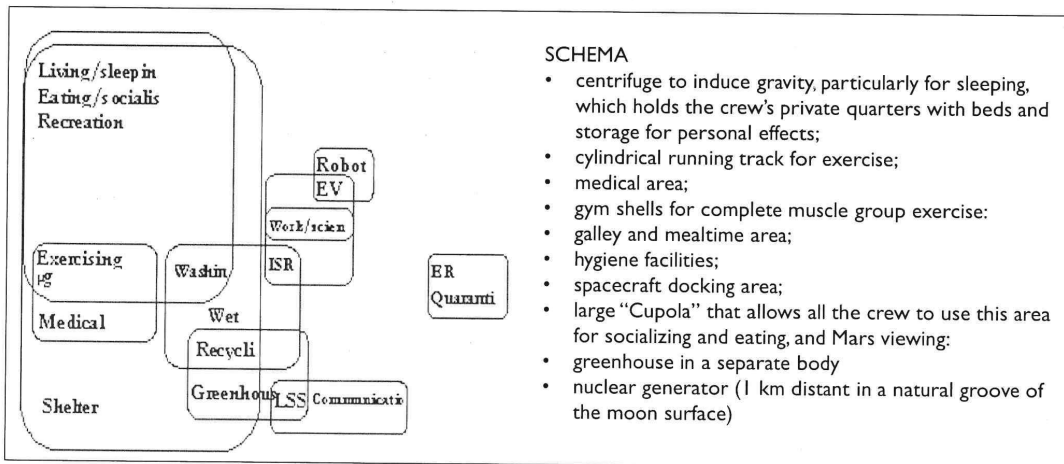 Living/sleepin
Eating/socialis
Recreation
Robot
EV
Work/scien
Exercising
µg
Washin
ISR
ER
Quaranti
Medical
Wet
Recycli
Greenhous
LSS
Communicatio
Shelter
SCHEMA
• centrifuge to induce gravity, particularly for sleeping,
which holds the crew's private quarters with beds and
storage for personal effects;
• cylindrical running track for exercise;
• medical area;
• gym shells for complete muscle group exercise:
• galley and mealtime area;
• hygiene facilities;
• spacecraft docking area;
• large “Cupola” that allows all the crew to use this area
for socializing and eating, and Mars viewing:
• greenhouse in a separate body
• nuclear generator (1 km distant in a natural groove of
the moon surface)